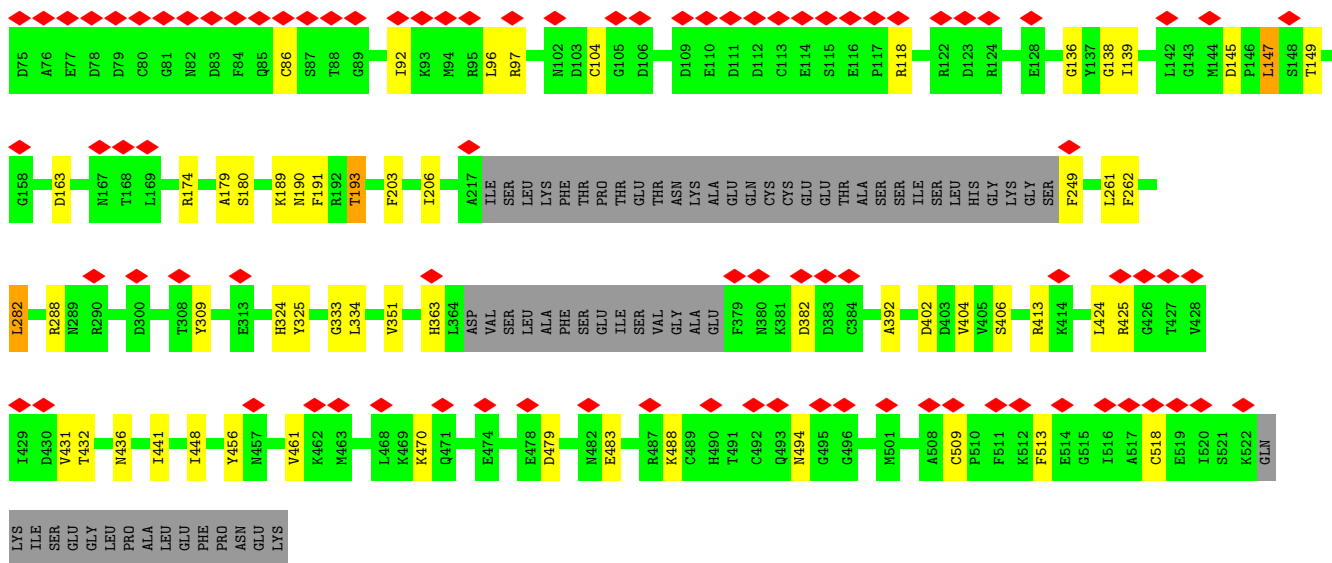 D75 A76 E77 D78 D79 C80 G81 N82 D83 F84 Q85 C86 S87 T88 G89 I92 K93 M94 R95 L96 R97 N102 D103 C104 G105 D106 D109 E110 D111 D112 C113 E114 S115 E116 P117 R118 R122 D123 R124 E128 G136 Y137 G138 I139 L142 G143 M144 D145 P146 L147 S148 T149
G158 D163 N167 T168 L169 R174 A179 S180 K189 N190 F191 R192 T193 F203 I206 A217 ILE SER LEU LYS PHE THR PRO THR GLU THR ASN LYS ALA GLU GLN CYS CYS GLU GLU THR ALA SER SER ILE SER LEU HIS GLY LYS GLY SER F249 L261 F262
L282 R288 N289 R290 D300 T308 Y309 E313 H324 Y325 G333 L334 V351 H363 L364 ASP VAL SER LEU ALA PHE SER GLU ILE SER VAL GLY ALA GLU F379 N380 K381 D382 D383 C384 A392 D402 D403 V404 V405 S406 R413 K414 L424 R425 G426 T427 V428
I429 D430 V431 T432 N436 I441 I448 Y456 N457 V461 K462 M463 L468 K469 K470 Q471 E474 E478 D479 N482 E483 R487 K488 C489 H490 T491 C492 Q493 N494 G495 G496 M501 A508 C509 P510 F511 K512 F513 E514 G515 I516 A517 C518 E519 I520 S521 K522 GLN
LYS ILE SER GLU GLY LEU PRO ALA LEU GLU PHE PRO ASN GLU LYS